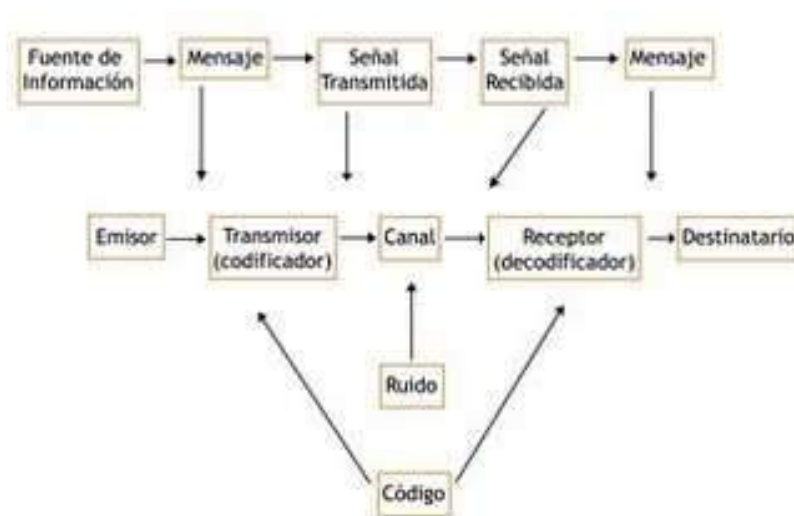 Fuente de
Información
Mensaje
Señal
Transmitida
Señal
Recibida
Mensaje
Emisor
Transmisor
(codificador)
Canal
Receptor
(decodificador)
Destinatario
Ruido
Código